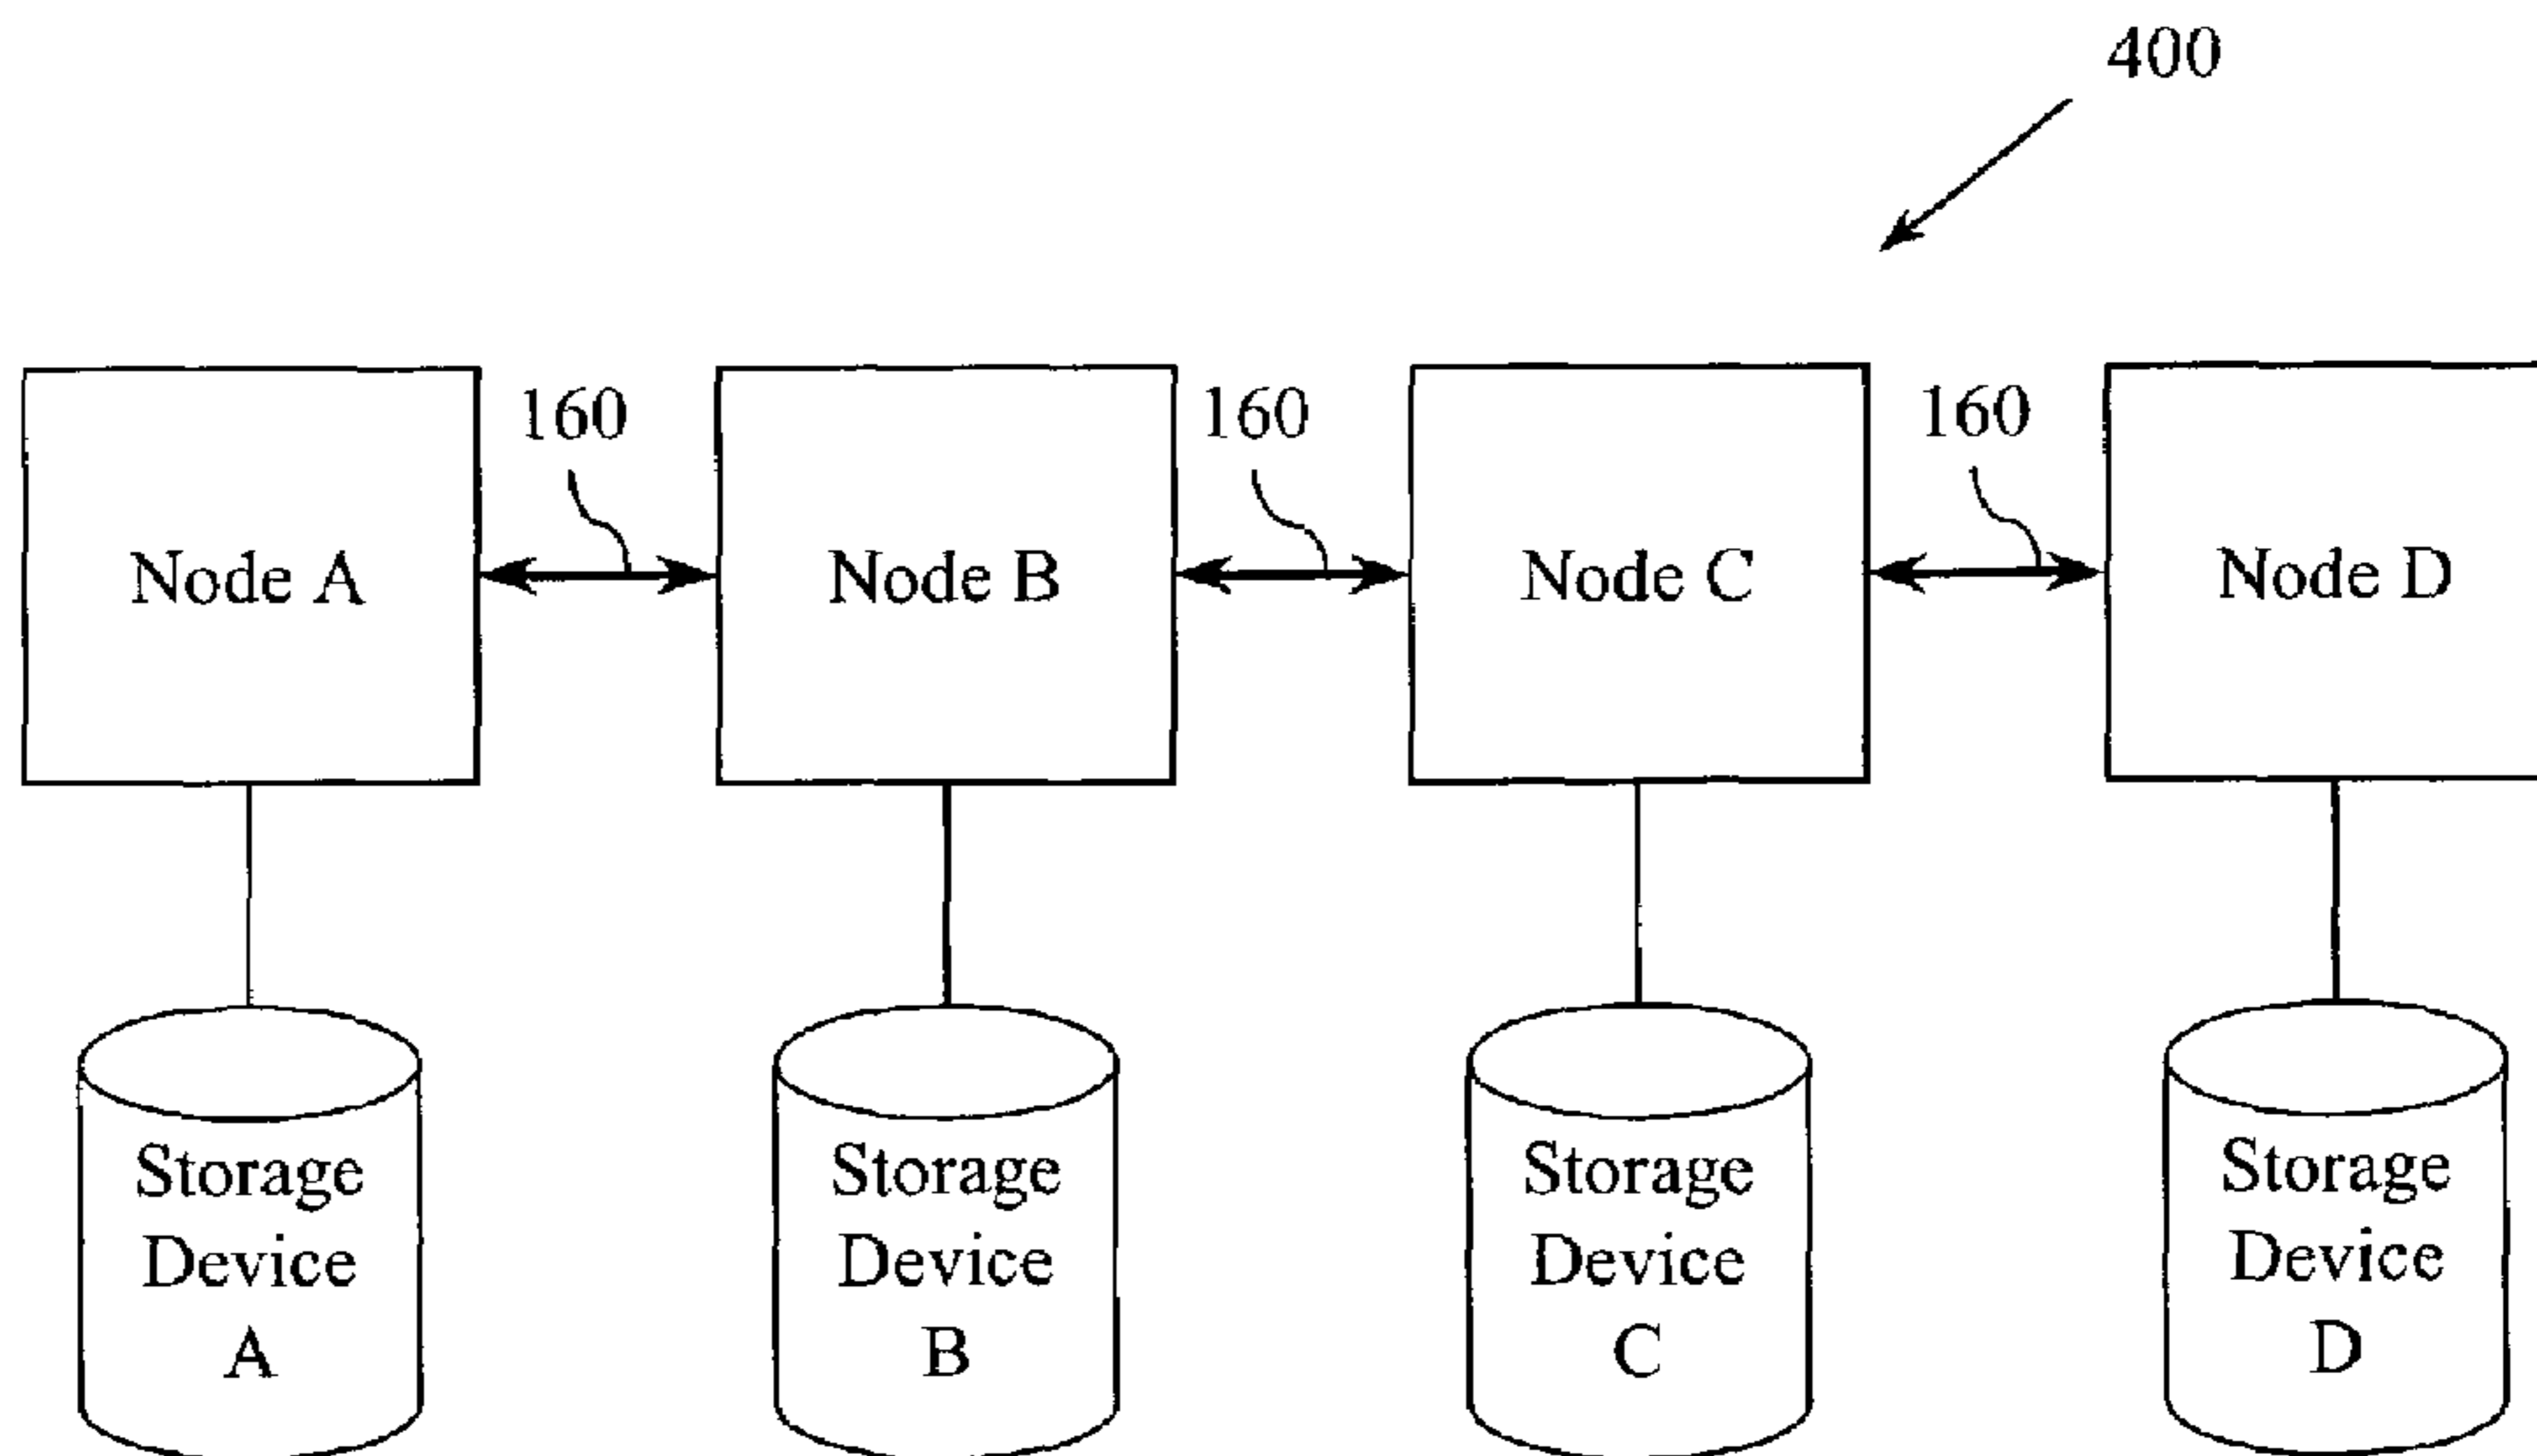 400
160
160
160
Node A
Node B
Node C
Node D
Storage
Device
A
Storage
Device
B
Storage
Device
C
Storage
Device
D